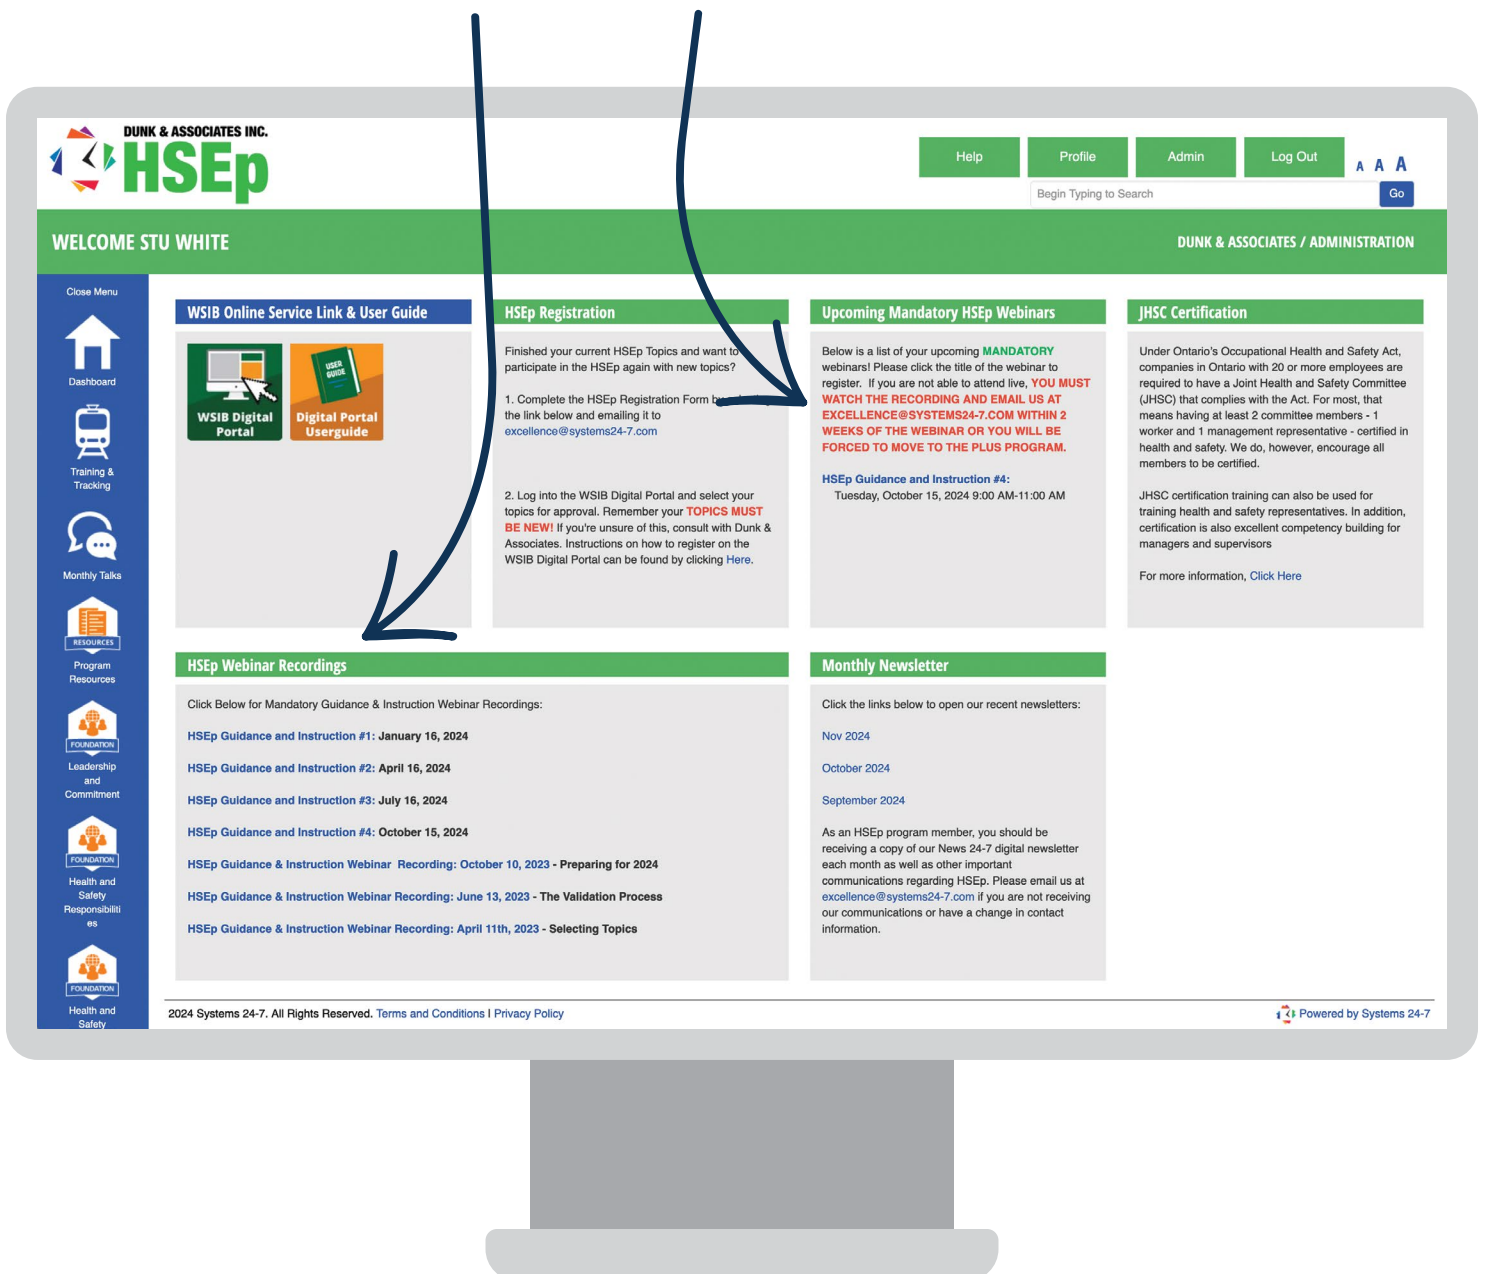 DUNK & ASSOCIATES INC.
HSEp
Help
Profile
Admin
Log Out
A A A
Begin Typing to Search
Go
WELCOME STU WHITE
DUNK & ASSOCIATES / ADMINISTRATION
Close Menu
Dashboard
Training &
Tracking
Monthly Talks
RESOURCES
Program
Resources
FOUNDATION
Leadership
and
Commitment
FOUNDATION
Health and
Safety
Responsibiliti
es
FOUNDATION
Health and
Safety
WSIB Online Service Link & User Guide
WSIB Digital
Portal
USER
GUIDE
Digital Portal
Userguide
HSEp Registration
Finished your current HSEp Topics and want to
participate in the HSEp again with new topics?
1. Complete the HSEp Registration Form by
the link below and emailing it to
excellence@systems24-7.com
2. Log into the WSIB Digital Portal and select your
topics for approval. Remember your TOPICS MUST
BE NEW! If you're unsure of this, consult with Dunk &
Associates. Instructions on how to register on the
WSIB Digital Portal can be found by clicking Here.
Upcoming Mandatory HSEp Webinars
Below is a list of your upcoming MANDATORY
webinars! Please click the title of the webinar to
register. If you are not able to attend live, YOU MUST
WATCH THE RECORDING AND EMAIL US AT
EXCELLENCE@SYSTEMS24-7.COM WITHIN 2
WEEKS OF THE WEBINAR OR YOU WILL BE
FORCED TO MOVE TO THE PLUS PROGRAM.
HSEp Guidance and Instruction #4:
Tuesday, October 15, 2024 9:00 AM-11:00 AM
JHSC Certification
Under Ontario's Occupational Health and Safety Act,
companies in Ontario with 20 or more employees are
required to have a Joint Health and Safety Committee
(JHSC) that complies with the Act. For most, that
means having at least 2 committee members - 1
worker and 1 management representative - certified in
health and safety. We do, however, encourage all
members to be certified.
JHSC certification training can also be used for
training health and safety representatives. In addition,
certification is also excellent competency building for
managers and supervisors
For more information, Click Here
HSEp Webinar Recordings
Click Below for Mandatory Guidance & Instruction Webinar Recordings:
HSEp Guidance and Instruction #1: January 16, 2024
HSEp Guidance and Instruction #2: April 16, 2024
HSEp Guidance and Instruction #3: July 16, 2024
HSEp Guidance and Instruction #4: October 15, 2024
HSEp Guidance & Instruction Webinar Recording: October 10, 2023 - Preparing for 2024
HSEp Guidance & Instruction Webinar Recording: June 13, 2023 - The Validation Process
HSEp Guidance & Instruction Webinar Recording: April 11th, 2023 - Selecting Topics
Monthly Newsletter
Click the links below to open our recent newsletters:
Nov 2024
October 2024
September 2024
As an HSEp program member, you should be
receiving a copy of our News 24-7 digital newsletter
each month as well as other important
communications regarding HSEp. Please email us at
excellence@systems24-7.com if you are not receiving
our communications or have a change in contact
information.
2024 Systems 24-7. All Rights Reserved. Terms and Conditions I Privacy Policy
Powered by Systems 24-7